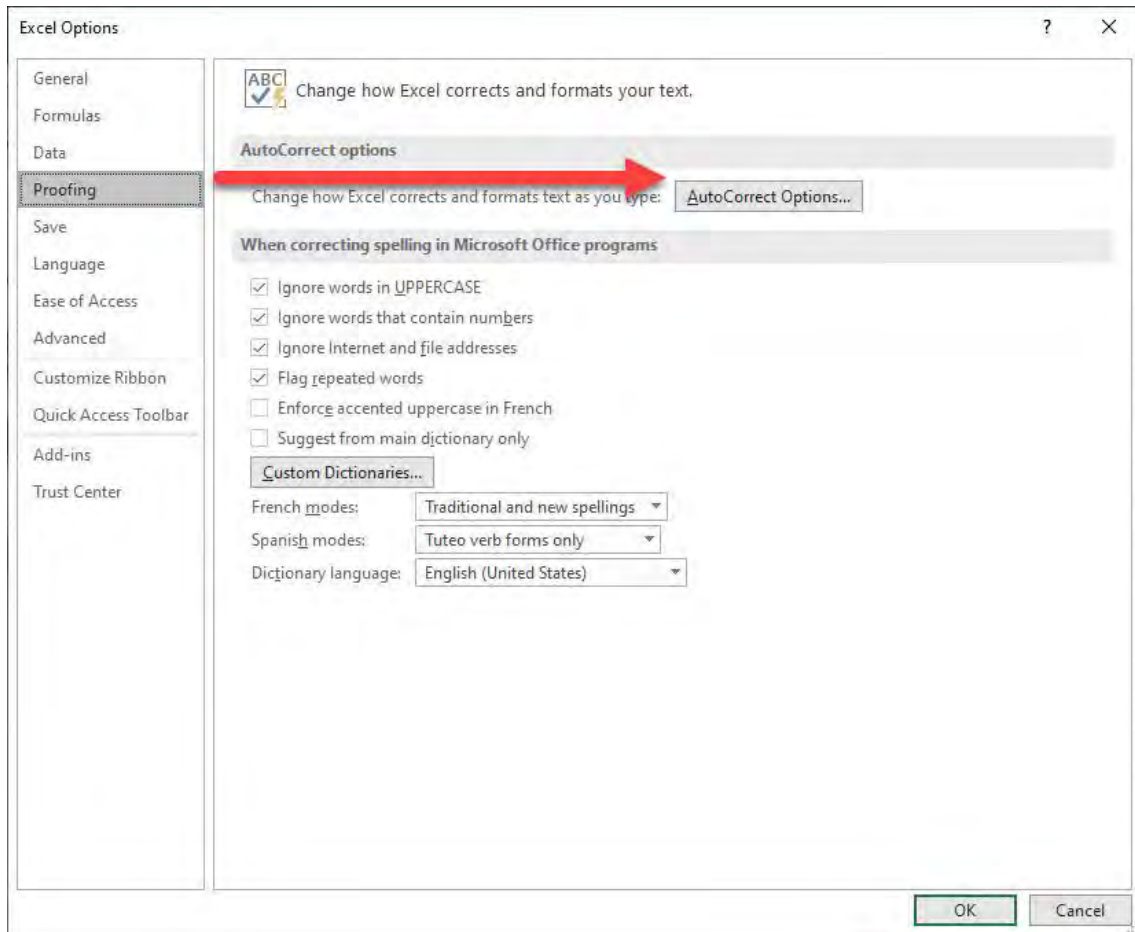 Excel Options
?
General
Formulas
Data
Proofing
Save
Language
Ease of Access
Advanced
Customize Ribbon
Quick Access Toolbar
Add-ins
Trust Center
ABC
Change how Excel corrects and formats your text.
AutoCorrect options
Change how Excel corrects and formats text as you type: AutoCorrect Options...
When correcting spelling in Microsoft Office programs
Ignore words in UPPERCASE
Ignore words that contain numbers
Ignore Internet and file addresses
Flag repeated words
Enforce accented uppercase in French
Suggest from main dictionary only
Custom Dictionaries...
French modes: Traditional and new spellings
Spanish modes: Tuteo verb forms only
Dictionary language: English (United States)
OK Cancel